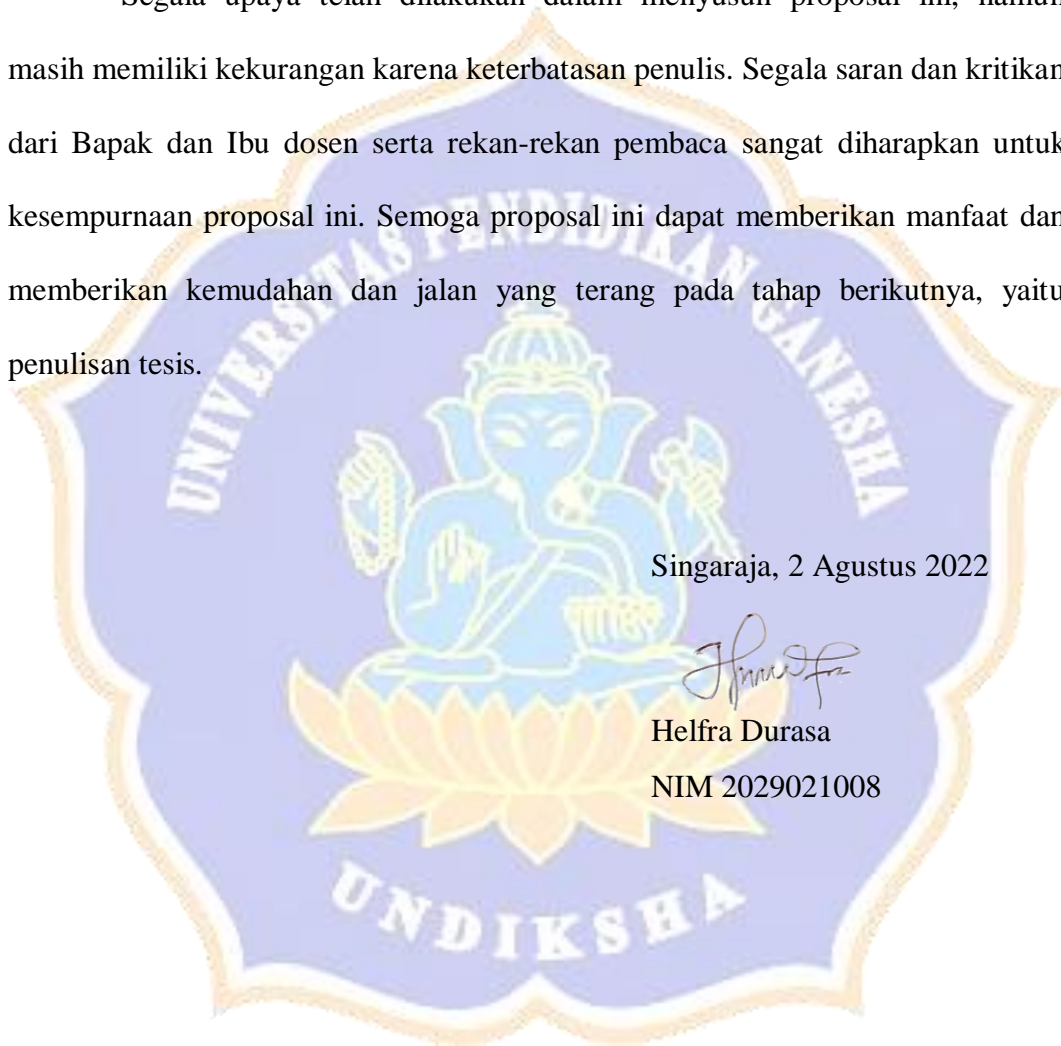 Segala upaya telah dilakukan dalam menyusun proposal ini, namun
masih memiliki kekurangan karena keterbatasan penulis. Segala saran dan kritikan
dari Bapak dan Ibu dosen serta rekan-rekan pembaca sangat diharapkan untuk
kesempurnaan proposal ini. Semoga proposal ini dapat memberikan manfaat dan
memberikan kemudahan dan jalan yang terang pada tahap berikutnya, yaitu
penulisan tesis.
UNIVERSITAS PENDIDIKAN GANESHA
Singaraja, 2 Agustus 2022
Helfra Durasa
NIM 2029021008
UNDIKSHA